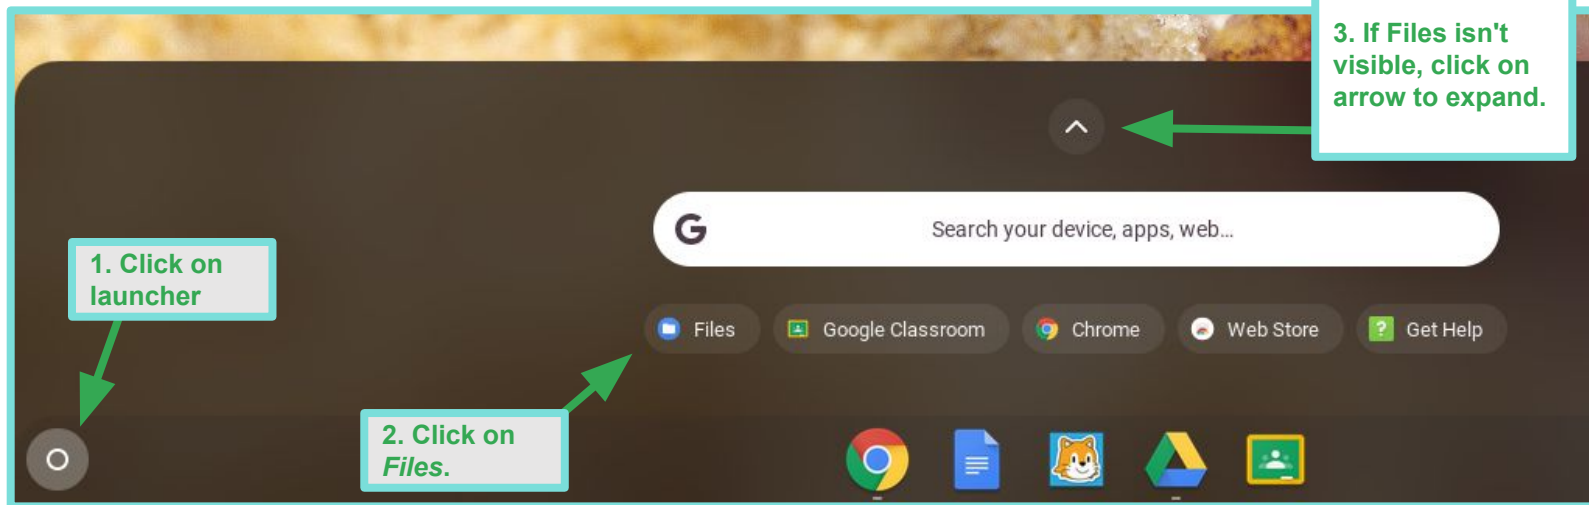 3. If Files isn't
visible, click on
arrow to expand.
G
Search your device, apps, web...
1. Click on
launcher
Files
Google Classroom
Chrome
Web Store
? Get Help
2. Click on
Files.